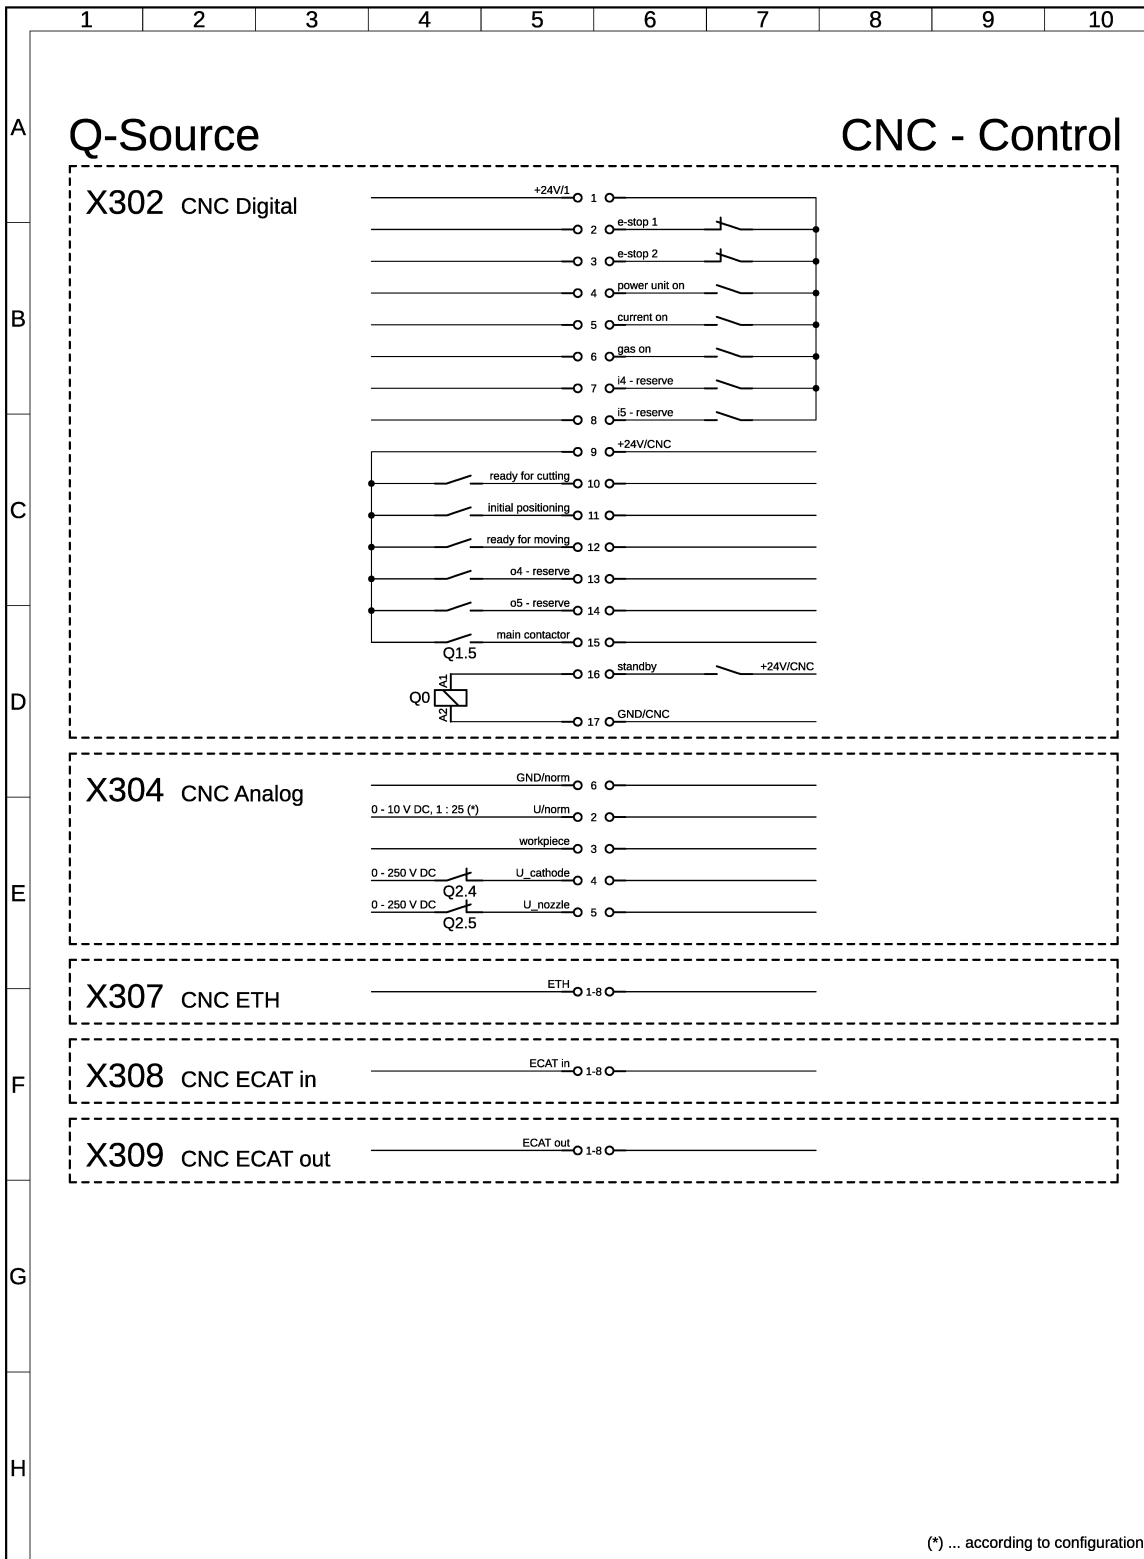 1 2 3 4 5 6 7 8 9 10
A
Q-Source CNC - Control
X302 CNC Digital
+24V/1 1
2 e-stop 1
3 e-stop 2
4 power unit on
B
5 current on
6 gas on
7 i4 - reserve
8 i5 - reserve
9 +24V/CNC
ready for cutting 10
C
initial positioning 11
ready for moving 12
o4 - reserve 13
o5 - reserve 14
main contactor 15
Q1.5
16 standby +24V/CNC
A1
D
Q0
A2
17 GND/CNC
X304 CNC Analog
GND/norm 6
0 - 10 V DC, 1 : 25 (*) U/norm 2
workpiece 3
0 - 250 V DC U_cathode 4
E
Q2.4
0 - 250 V DC U_nozzle 5
Q2.5
X307 CNC ETH
ETH 1-8
F
X308 CNC ECAT in
ECAT in 1-8
X309 CNC ECAT out
ECAT out 1-8
G
H
(*) ... according to configuration